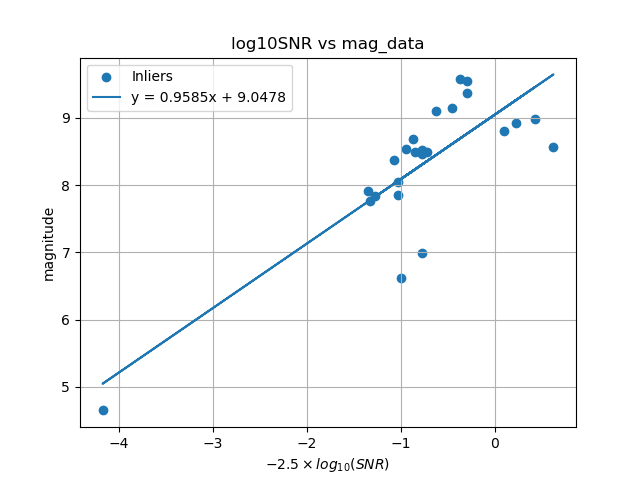 log10SNR vs mag_data
Inliers
y = 0.9585x + 9.0478
magnitude
9
8
7
6
5
−4
−3
−2
−1
0
−2.5 × log₁₀(SNR)